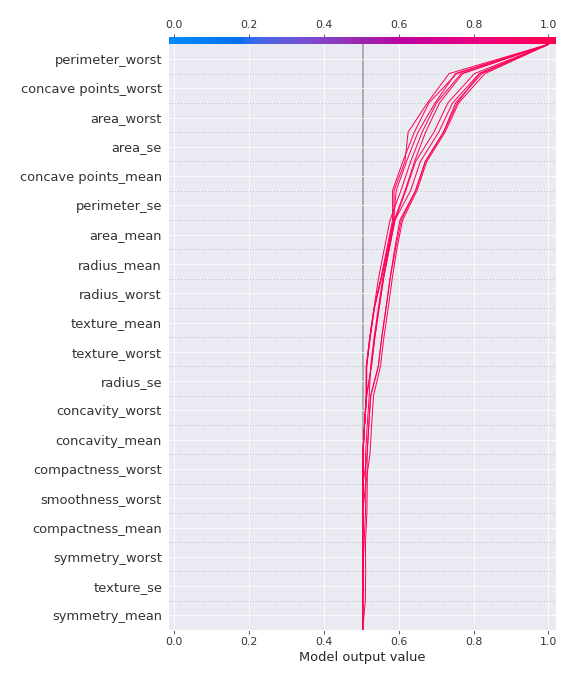 0.0 0.2 0.4 0.6 0.8 1.0
perimeter_worst
concave points_worst
area_worst
area_se
concave points_mean
perimeter_se
area_mean
radius_mean
radius_worst
texture_mean
texture_worst
radius_se
concavity_worst
concavity_mean
compactness_worst
smoothness_worst
compactness_mean
symmetry_worst
texture_se
symmetry_mean
0.0 0.2 0.4 0.6 0.8 1.0
Model output value